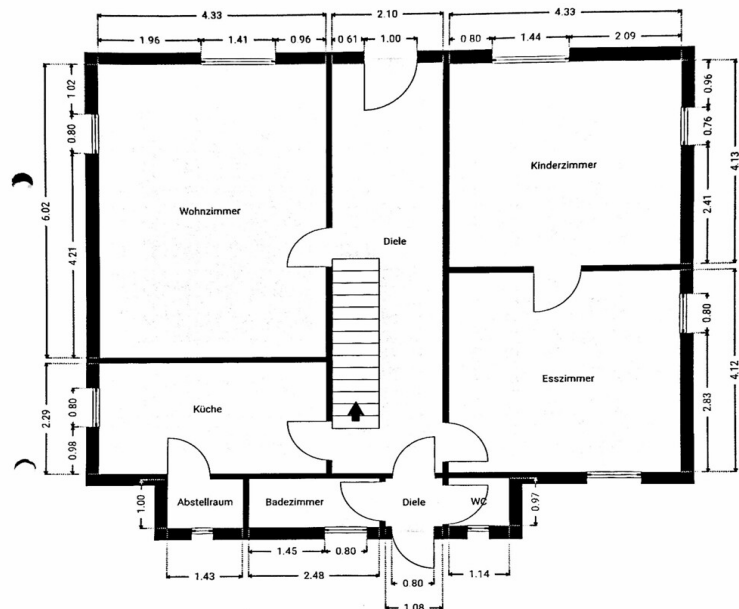 4.33 2.10 4.33
1.96 1.41 0.96 0.61 1.00 0.80 1.44 2.09
1.02 0.96
0.80 0.76
Kinderzimmer 4.13
6.02 Wohnzimmer 2.41
Diele
4.21
0.80
Esszimmer 4.12
2.83
2.29 0.80 Küche
0.98
1.00 Abstellraum Badezimmer Diele WC 0.97
1.45 0.80
1.43 2.48 0.80 1.14
1.08